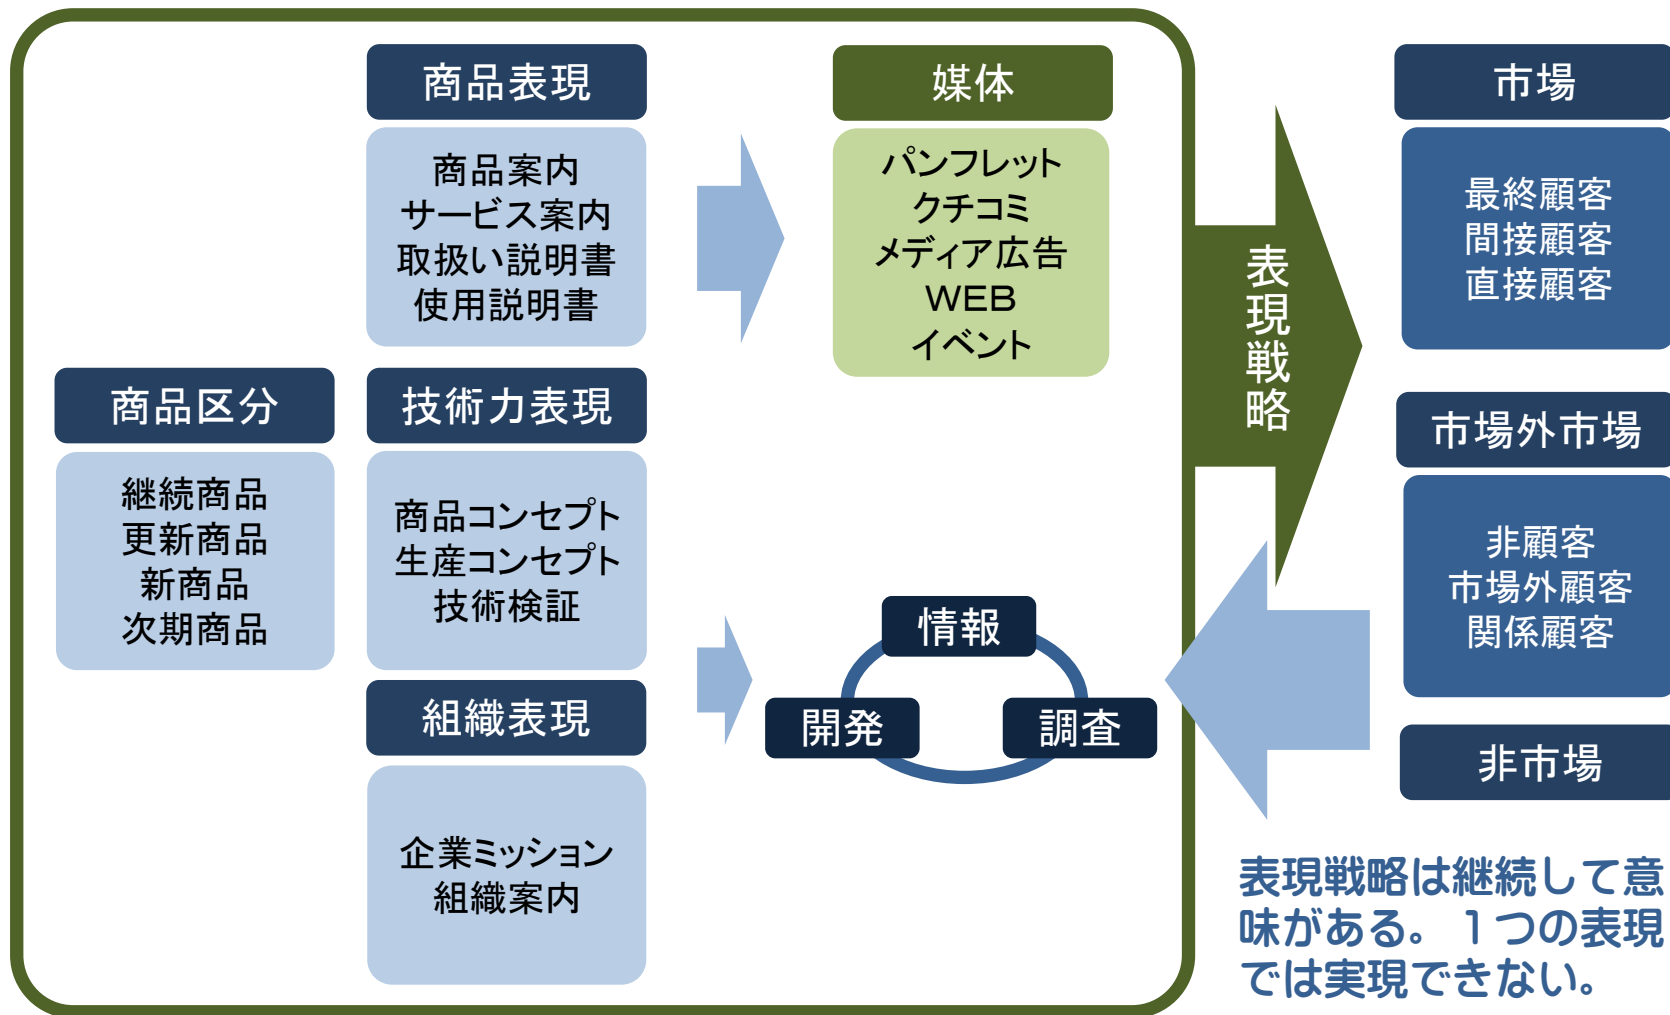 商品表現
商品案内
サービス案内
取扱い説明書
使用説明書
媒体
パンフレット
クチコミ
メディア広告
WEB
イベント
商品区分
継続商品
更新商品
新商品
次期商品
技術力表現
商品コンセプト
生産コンセプト
技術検証
組織表現
企業ミッション
組織案内
情報
開発
調査
表現戦略
市場
最終顧客
間接顧客
直接顧客
市場外市場
非顧客
市場外顧客
関係顧客
非市場
表現戦略は継続して意
味がある。１つの表現
では実現できない。